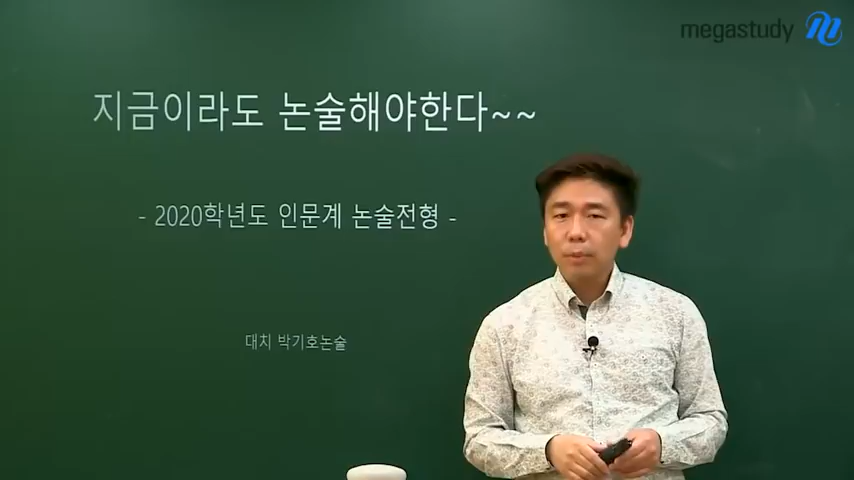 megastudy
지금이라도 논술해야한다~~
- 2020학년도 인문계 논술전형 -
대치 박기호논술